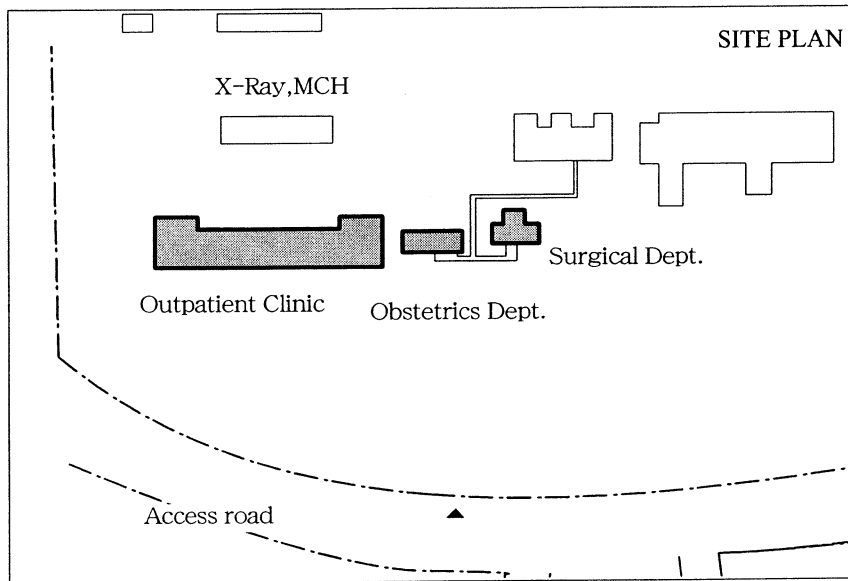 SITE PLAN
X-Ray,MCH
Surgical Dept.
Outpatient Clinic
Obstetrics Dept.
Access road